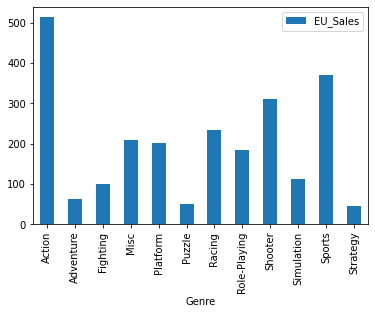 EU_Sales
500
400
300
200
100
0
Action
Adventure
Fighting
Misc
Platform
Puzzle
Racing
Role-Playing
Shooter
Simulation
Sports
Strategy
Genre